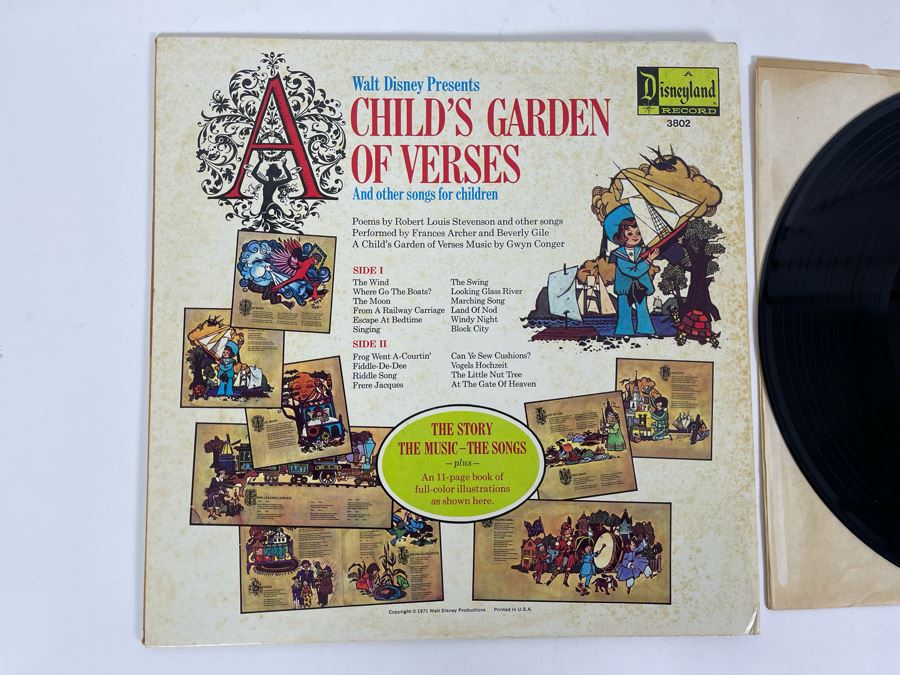 Walt Disney Presents
A CHILD'S GARDEN
OF VERSES
And other songs for children
A
Disneyland
RECORD
3802
Poems by Robert Louis Stevenson and other songs
Performed by Frances Archer and Beverly Gile
A Child's Garden of Verses Music by Gwyn Conger
SIDE I
The Wind
Where Go The Boats?
The Moon
From A Railway Carriage
Escape At Bedtime
Singing
The Swing
Looking Glass River
Marching Song
Land Of Nod
Windy Night
Block City
SIDE II
Frog Went A-Courtin'
Fiddle-De-Dee
Riddle Song
Frere Jacques
Can Ye Sew Cushions?
Vogels Hochzeit
The Little Nut Tree
At The Gate Of Heaven
THE STORY
THE MUSIC—THE SONGS
—plus—
An 11-page book of
full-color illustrations
as shown here.
Copyright © 1971 Walt Disney Productions Printed in U.S.A.